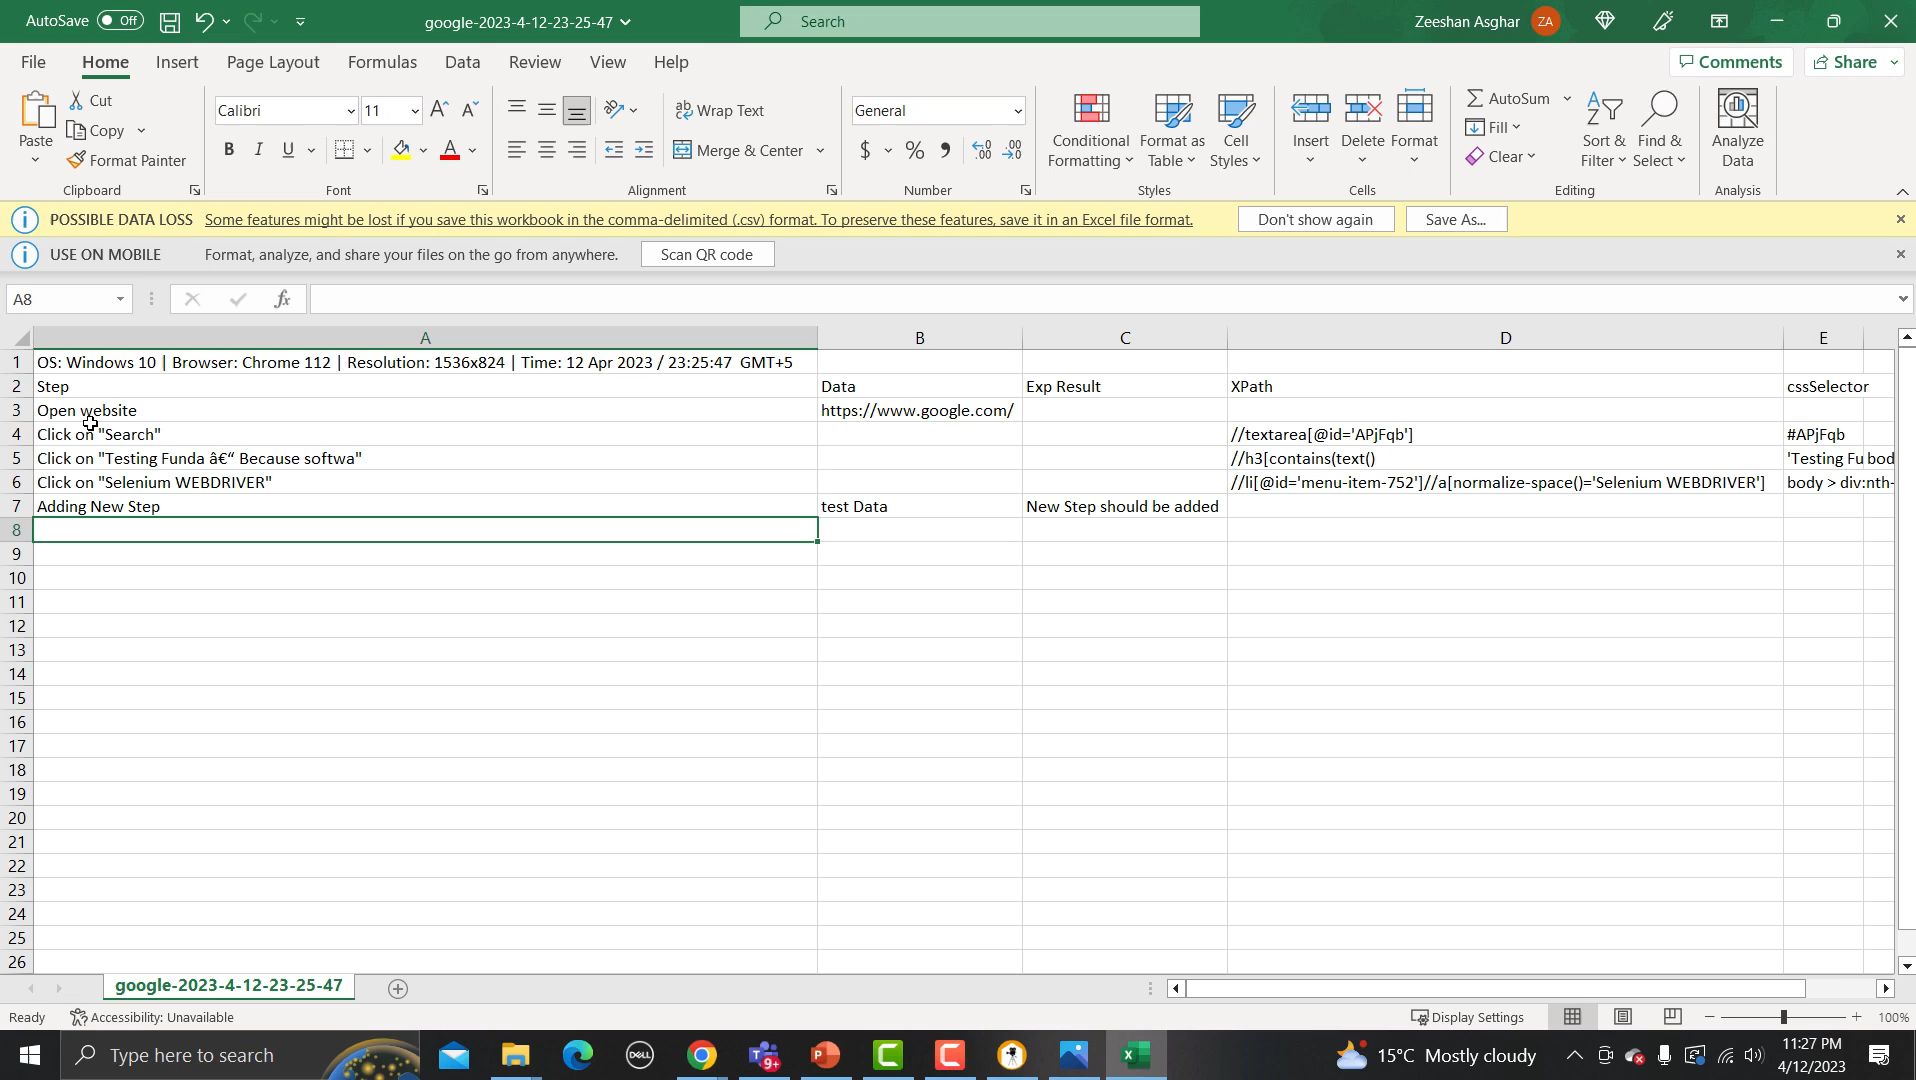 AutoSave Off google-2023-4-12-23-25-47 Search Zeeshan Asghar ZA
File Home Insert Page Layout Formulas Data Review View Help Comments Share
Paste
Cut
Copy
Format Painter
Clipboard
Calibri 11
B I U
Font
Wrap Text
Merge & Center
Alignment
General
$ % ,
Number
Conditional Formatting
Format as Table
Cell Styles
Styles
Insert
Delete
Format
Cells
AutoSum
Fill
Clear
Sort & Filter
Find & Select
Editing
Analyze Data
Analysis
POSSIBLE DATA LOSS Some features might be lost if you save this workbook in the comma-delimited (.csv) format. To preserve these features, save it in an Excel file format. Don't show again Save As...
USE ON MOBILE Format, analyze, and share your files on the go from anywhere. Scan QR code
A8 fx
A B C D E
1 OS: Windows 10 | Browser: Chrome 112 | Resolution: 1536x824 | Time: 12 Apr 2023 / 23:25:47 GMT+5
2 Step Data Exp Result XPath cssSelector
3 Open website https://www.google.com/
4 Click on "Search" //textarea[@id='APjFqb'] #APjFqb
5 Click on "Testing Funda â€“ Because softwa" //h3[contains(text() 'Testing Fu bod
6 Click on "Selenium WEBDRIVER" //li[@id='menu-item-752']//a[normalize-space()='Selenium WEBDRIVER'] body > div:nth-
7 Adding New Step test Data New Step should be added
8
9
10
11
12
13
14
15
16
17
18
19
20
21
22
23
24
25
26
google-2023-4-12-23-25-47
Ready Accessibility: Unavailable Display Settings 100%
Type here to search DELL 9+ 15°C Mostly cloudy 11:27 PM
4/12/2023